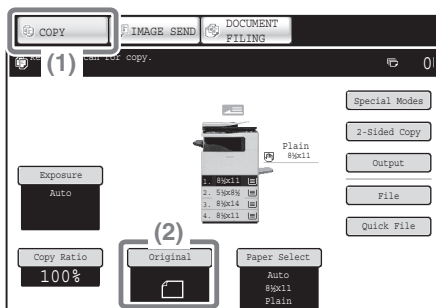 COPY
IMAGE SEND
DOCUMENT
FILING
(1)
an for copy.
0
Special Modes
2-Sided Copy
Output
File
Quick File
Plain
8½x11
1. 8½x11
2. 5½x8½
3. 8½x14
4. 8½x11
Exposure
Auto
(2)
Copy Ratio
100%
Original
Paper Select
Auto
8½x11
Plain